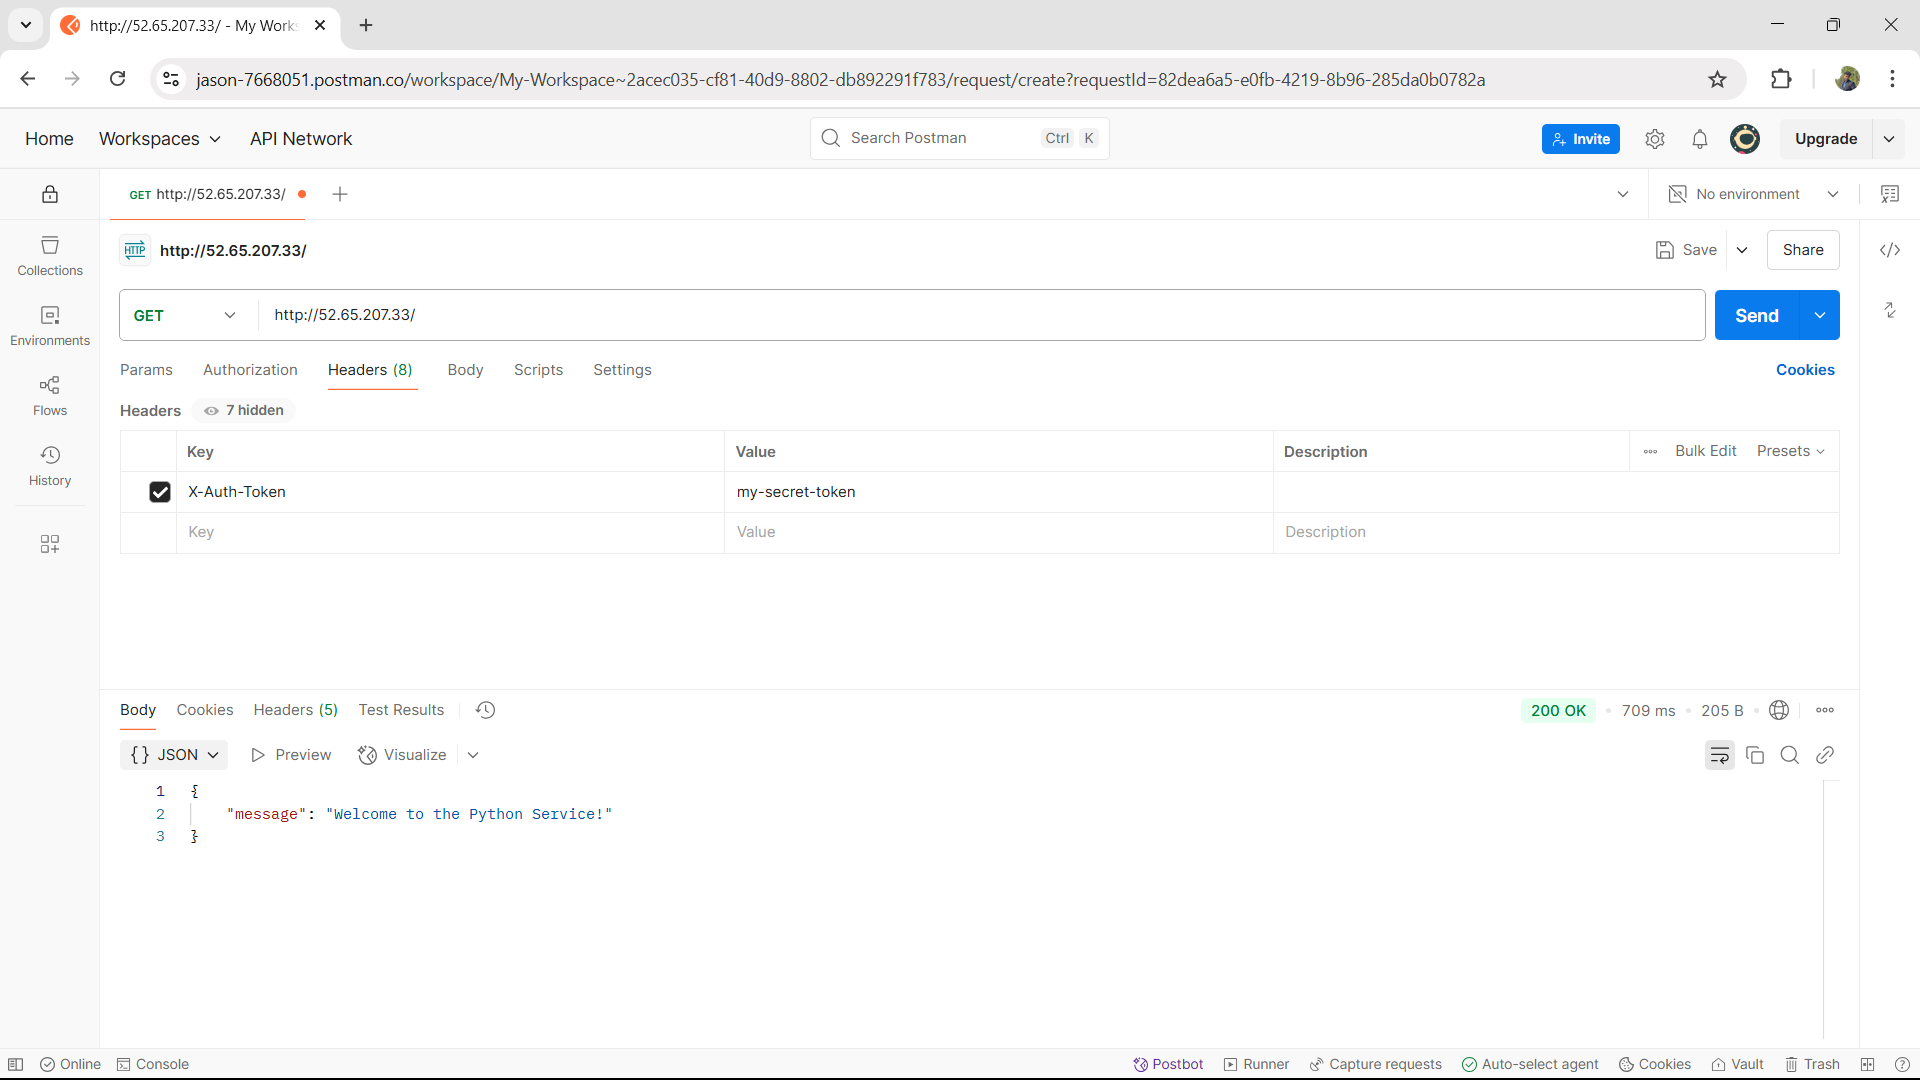 http://52.65.207.33/ - My Works
jason-7668051.postman.co/workspace/My-Workspace~2acec035-cf81-40d9-8802-db892291f783/request/create?requestId=82dea6a5-e0fb-4219-8b96-285da0b0782a
Home Workspaces API Network Search Postman Ctrl K Invite Upgrade
GET http://52.65.207.33/ No environment
HTTP http://52.65.207.33/ Save Share
Collections
GET http://52.65.207.33/ Send
Environments
Params Authorization Headers (8) Body Scripts Settings Cookies
Flows
Headers 7 hidden
Key Value Description Bulk Edit Presets
History
X-Auth-Token my-secret-token
Key Value Description
Body Cookies Headers (5) Test Results 200 OK 709 ms 205 B
{} JSON Preview Visualize
1 {
2 "message": "Welcome to the Python Service!"
3 }
Online Console Postbot Runner Capture requests Auto-select agent Cookies Vault Trash